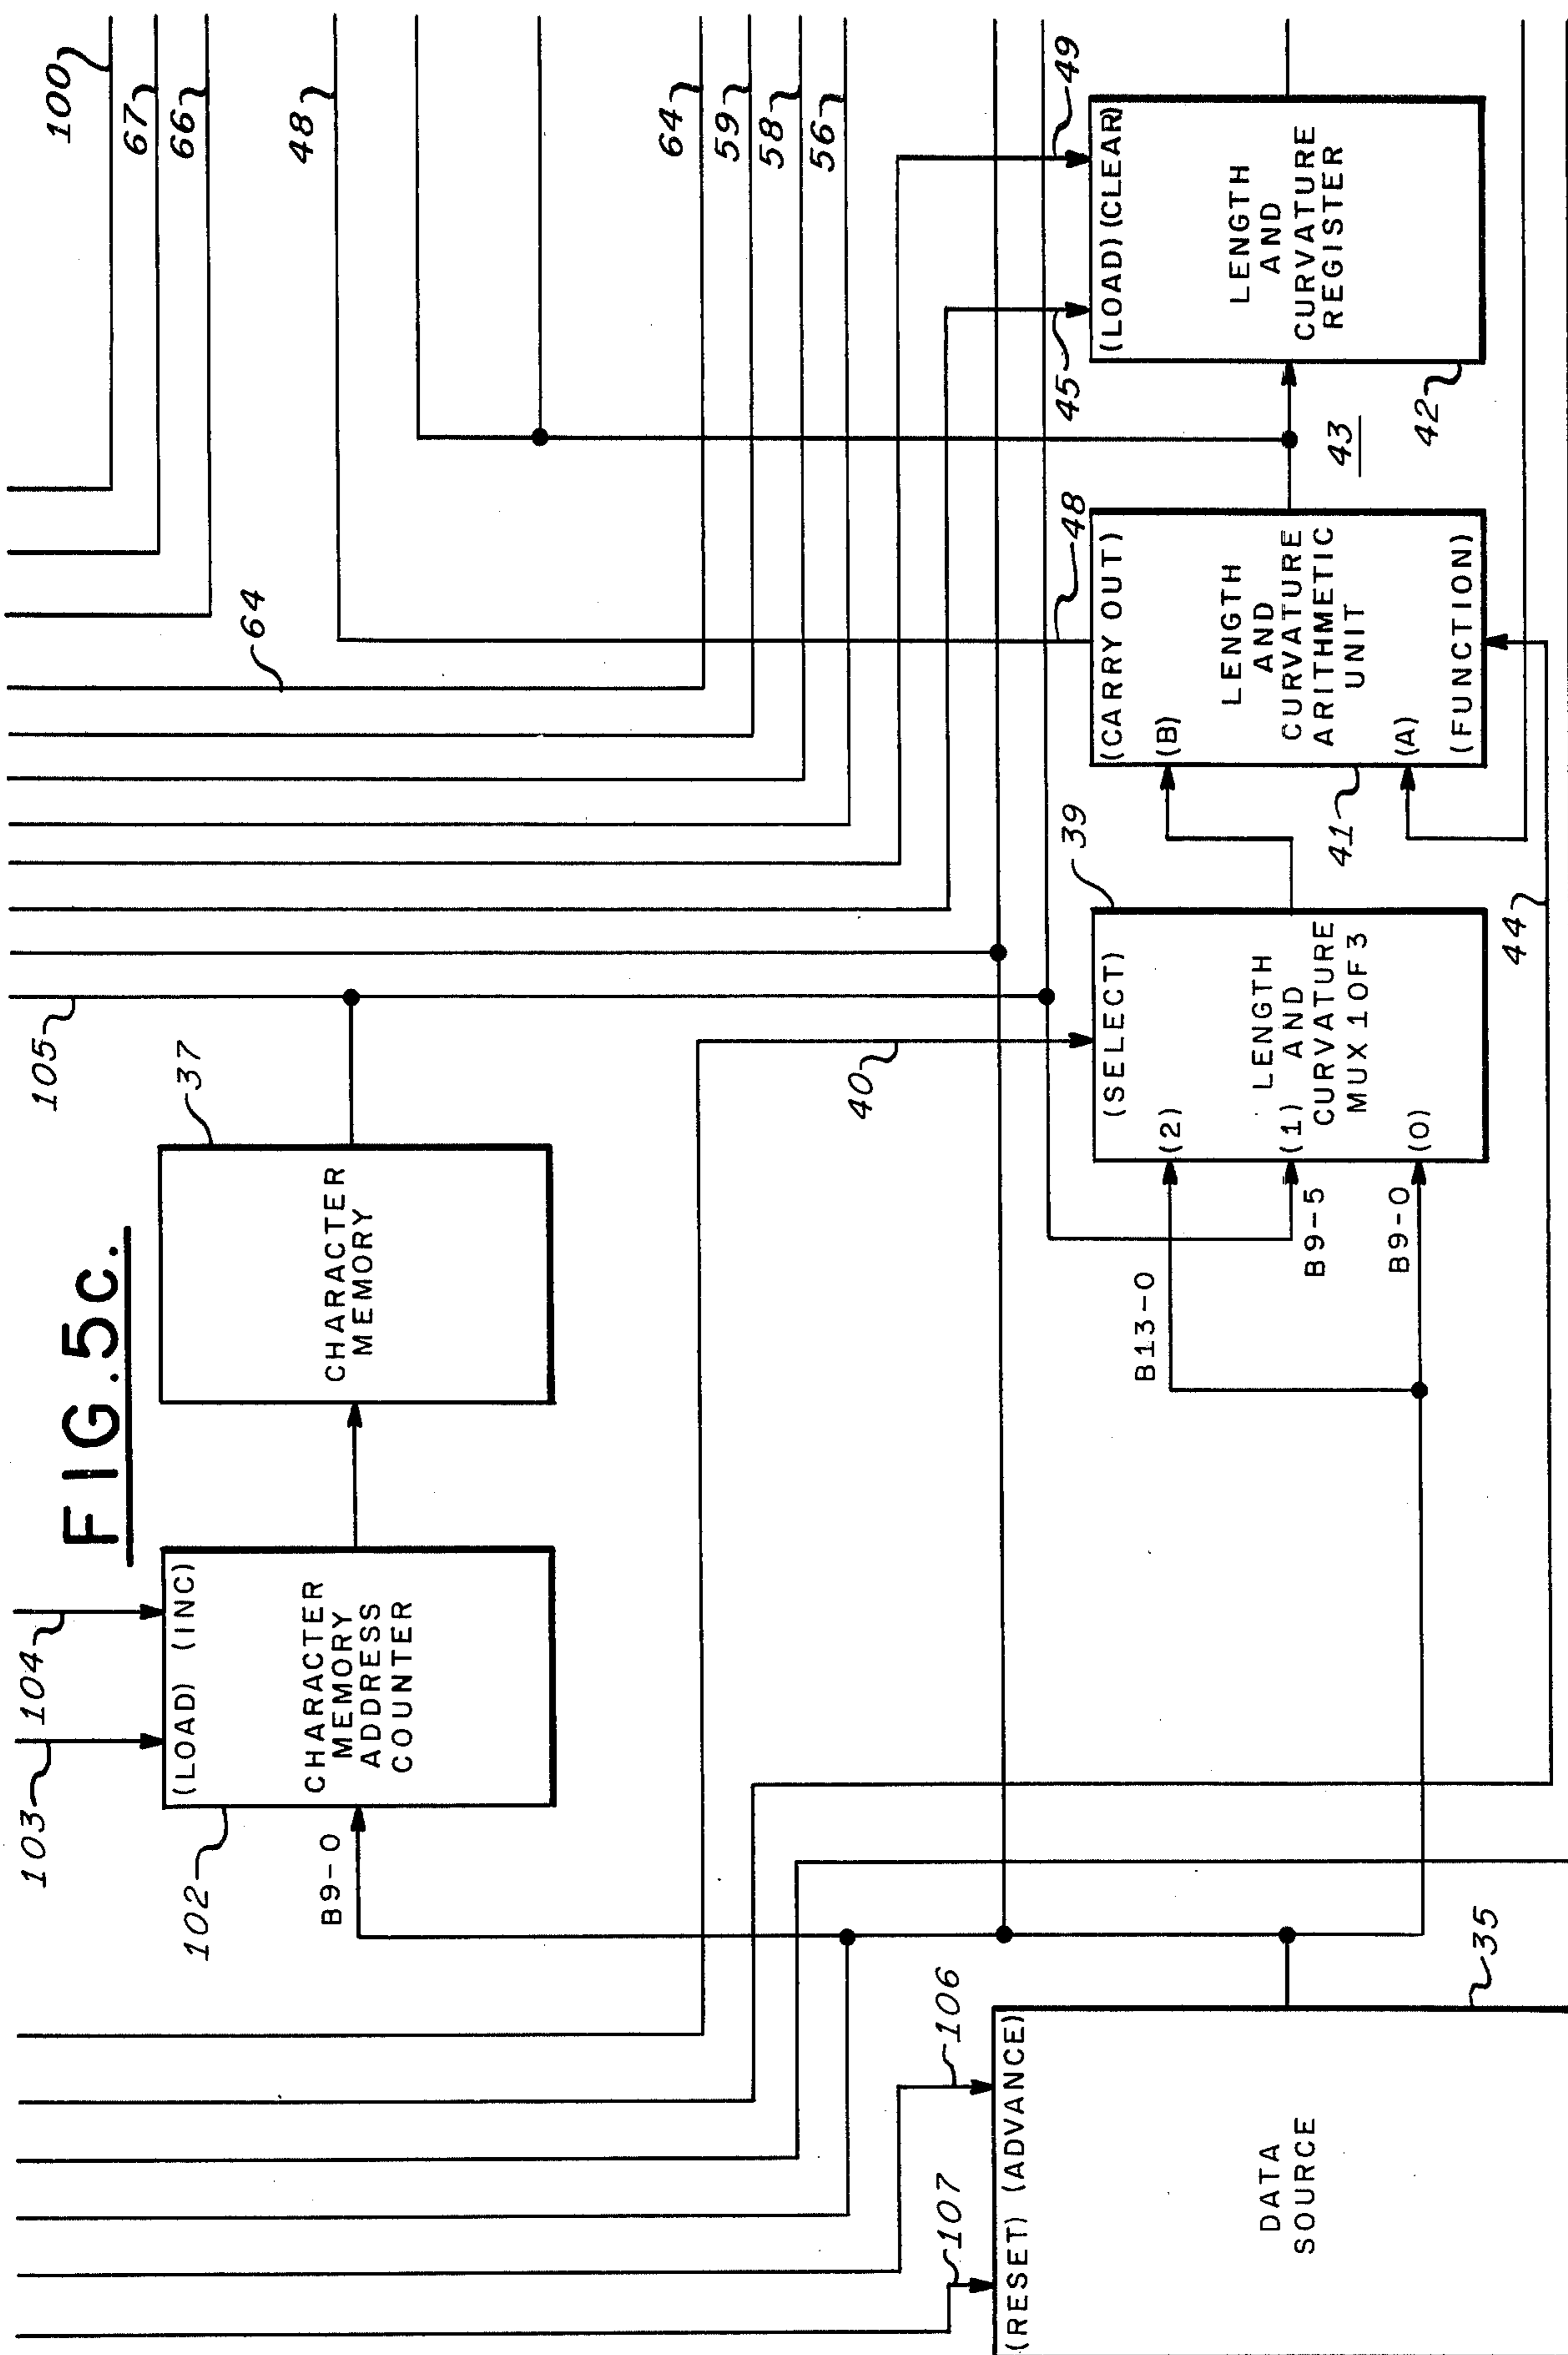 FIG.5c.
103
104
(LOAD) (INC)
CHARACTER
MEMORY
ADDRESS
COUNTER
102
B9-0
CHARACTER
MEMORY
37
105
100
67
66
48
64
64
59
58
56
107
106
(RESET) (ADVANCE)
DATA
SOURCE
35
40
(SELECT)
(2)
(1) LENGTH
AND
CURVATURE
MUX 1 OF 3
(0)
B13-0
B9-5
B9-0
39
44
(CARRY OUT)
(B)
LENGTH
AND
CURVATURE
ARITHMETIC
UNIT
(A)
(FUNCTION)
41
48
43
45
49
(LOAD) (CLEAR)
LENGTH
AND
CURVATURE
REGISTER
42